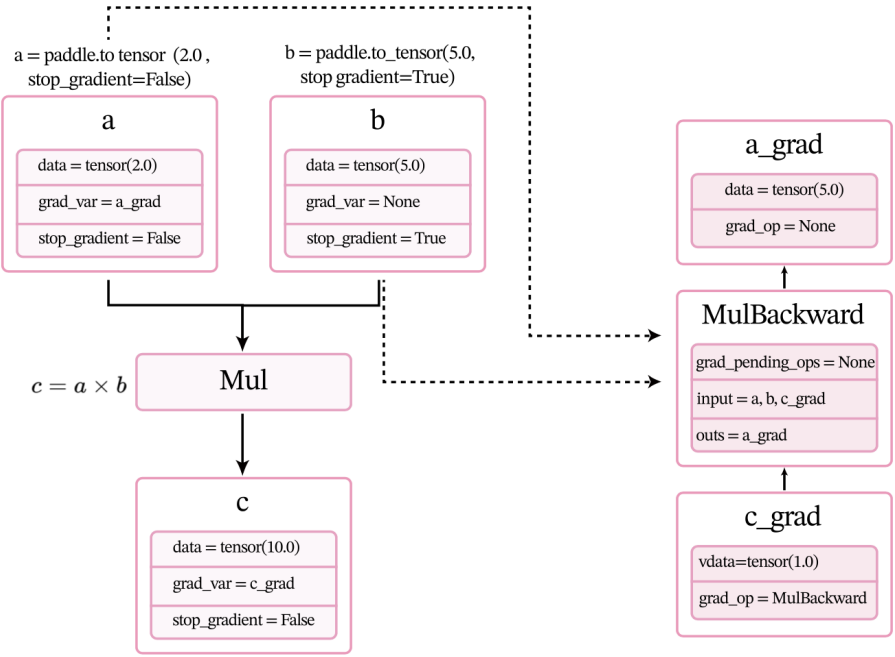 a = paddle.to tensor (2.0 ,
stop_gradient=False)
b = paddle.to_tensor(5.0,
stop gradient=True)
a
data = tensor(2.0)
grad_var = a_grad
stop_gradient = False
b
data = tensor(5.0)
grad_var = None
stop_gradient = True
c = a × b
Mul
c
data = tensor(10.0)
grad_var = c_grad
stop_gradient = False
a_grad
data = tensor(5.0)
grad_op = None
MulBackward
grad_pending_ops = None
input = a, b, c_grad
outs = a_grad
c_grad
vdata=tensor(1.0)
grad_op = MulBackward